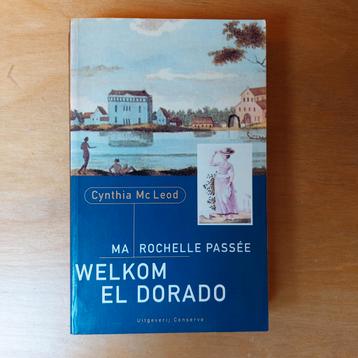 Cynthia Mc Leod
MA ROCHELLE PASSÉE
WELKOM
EL DORADO
Uitgeverij Conserve